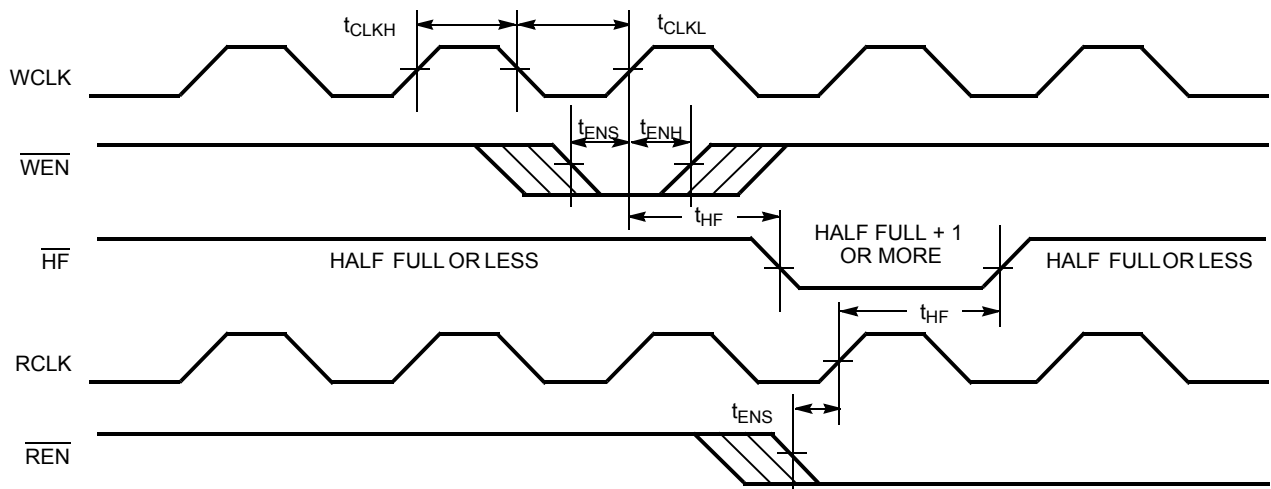 tCLKH
tCLKL
WCLK
tENS
tENH
WEN
tHF
HALF FULL + 1
OR MORE
HF
HALF FULL OR LESS
HALF FULL OR LESS
tHF
RCLK
tENS
REN